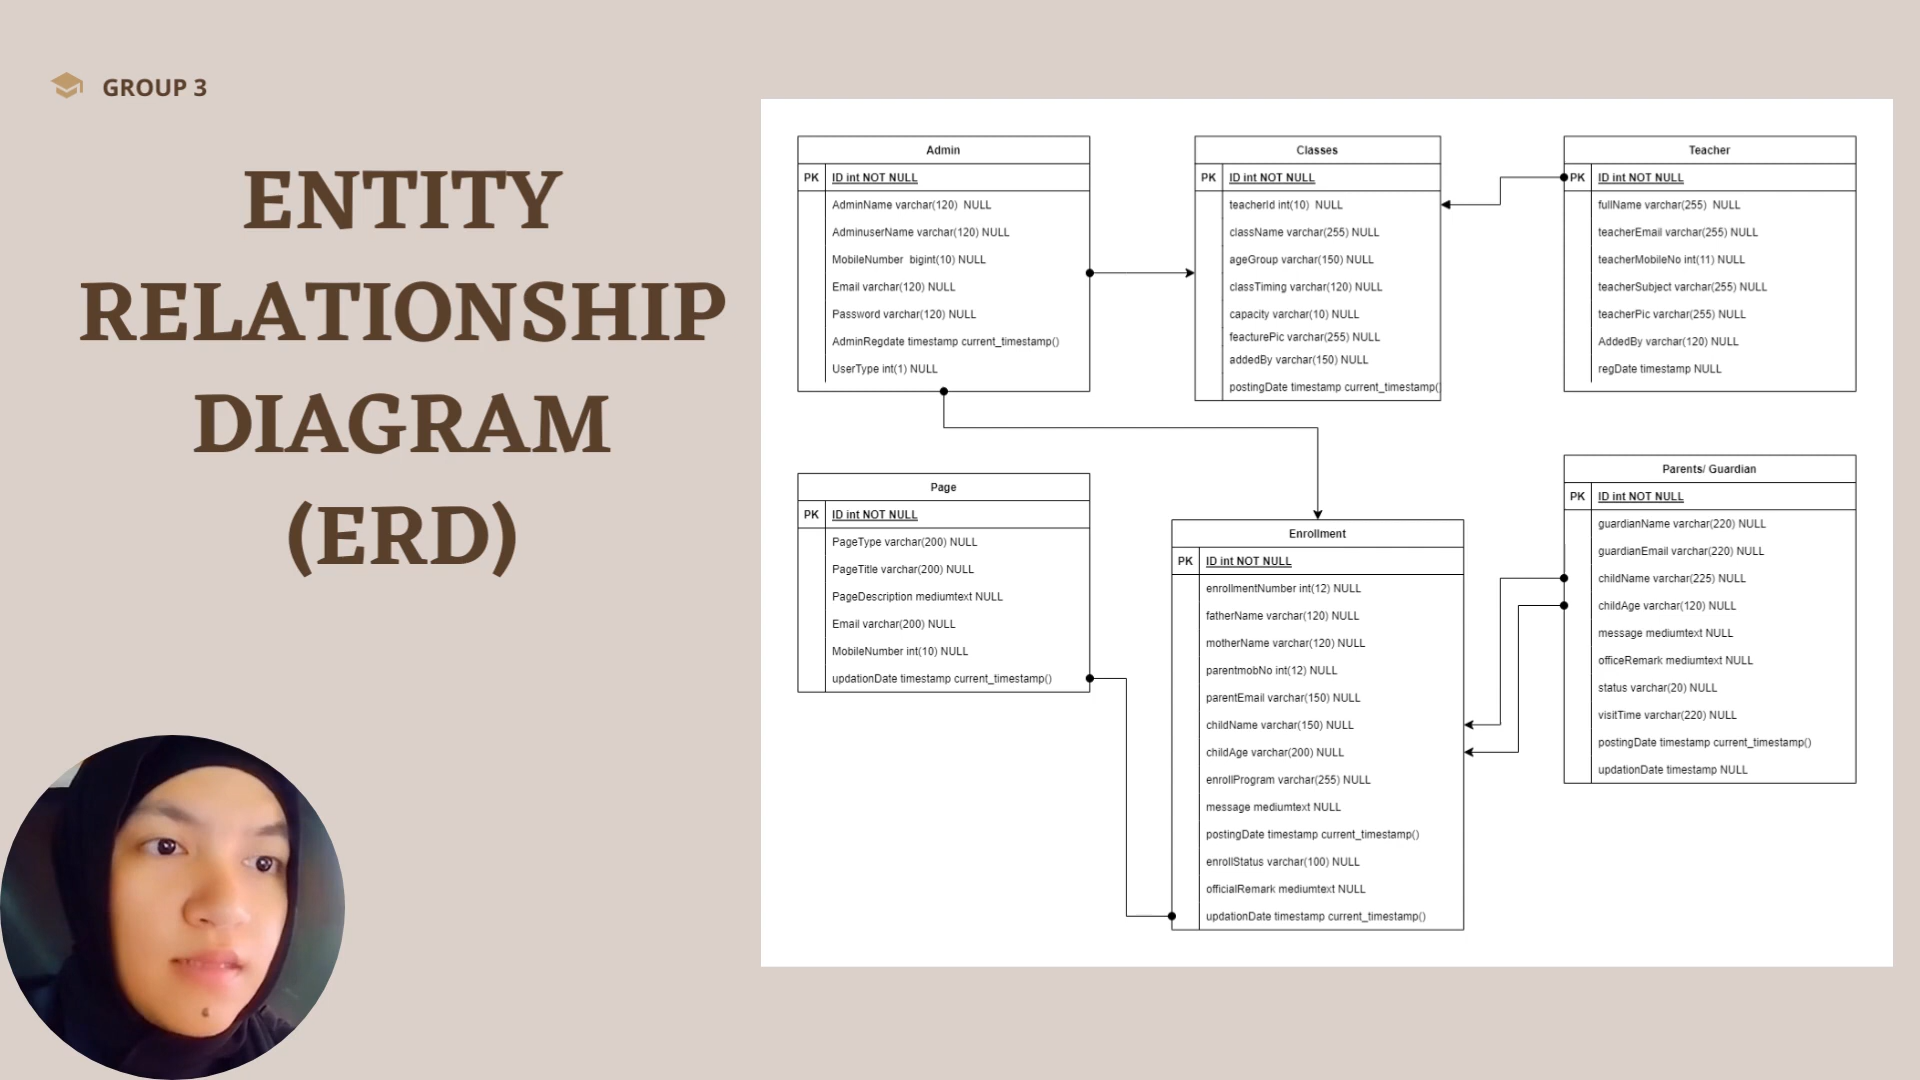 GROUP 3
ENTITY
RELATIONSHIP
DIAGRAM
(ERD)
Admin
PK ID int NOT NULL
AdminName varchar(120) NULL
AdminuserName varchar(120) NULL
MobileNumber bigint(10) NULL
Email varchar(120) NULL
Password varchar(120) NULL
AdminRegdate timestamp current_timestamp()
UserType int(1) NULL
Classes
PK ID int NOT NULL
teacherId int(10) NULL
className varchar(255) NULL
ageGroup varchar(150) NULL
classTiming varchar(120) NULL
capacity varchar(10) NULL
feacturePic varchar(255) NULL
addedBy varchar(150) NULL
postingDate timestamp current_timestamp()
Teacher
PK ID int NOT NULL
fullName varchar(255) NULL
teacherEmail varchar(255) NULL
teacherMobileNo int(11) NULL
teacherSubject varchar(255) NULL
teacherPic varchar(255) NULL
AddedBy varchar(120) NULL
regDate timestamp NULL
Page
PK ID int NOT NULL
PageType varchar(200) NULL
PageTitle varchar(200) NULL
PageDescription mediumtext NULL
Email varchar(200) NULL
MobileNumber int(10) NULL
updationDate timestamp current_timestamp()
Enrollment
PK ID int NOT NULL
enrollmentNumber int(12) NULL
fatherName varchar(120) NULL
motherName varchar(120) NULL
parentmobNo int(12) NULL
parentEmail varchar(150) NULL
childName varchar(150) NULL
childAge varchar(200) NULL
enrollProgram varchar(255) NULL
message mediumtext NULL
postingDate timestamp current_timestamp()
enrollStatus varchar(100) NULL
officialRemark mediumtext NULL
updationDate timestamp current_timestamp()
Parents/ Guardian
PK ID int NOT NULL
guardianName varchar(220) NULL
guardianEmail varchar(220) NULL
childName varchar(225) NULL
childAge varchar(120) NULL
message mediumtext NULL
officeRemark mediumtext NULL
status varchar(20) NULL
visitTime varchar(220) NULL
postingDate timestamp current_timestamp()
updationDate timestamp NULL